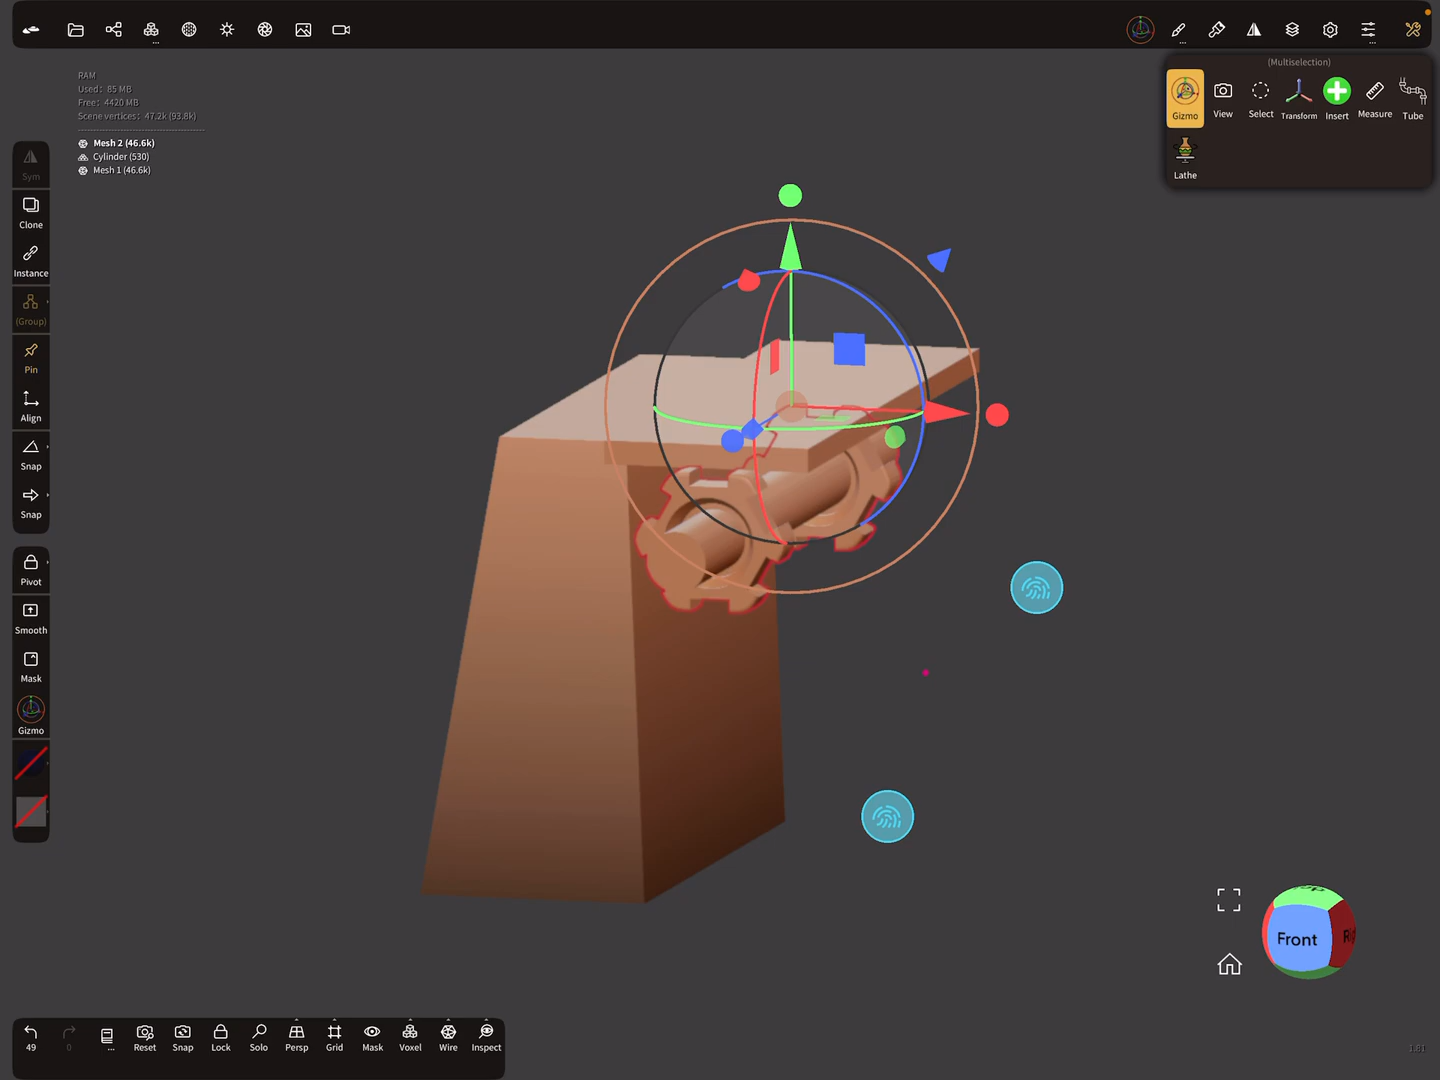 (Multiselection)
Gizmo
View
Select
Transform
Insert
Measure
Tube
Lathe
RAM
Used: 85 MB
Free: 4420 MB
Scene vertices: 47.2k (93.8k)
Mesh 2 (46.6k)
Cylinder (530)
Mesh 1 (46.6k)
Sym
Clone
Instance
(Group)
Pin
Align
Snap
Snap
Pivot
Smooth
Mask
Gizmo
Front
49
0
Reset
Snap
Lock
Solo
Persp
Grid
Mask
Voxel
Wire
Inspect
1.81